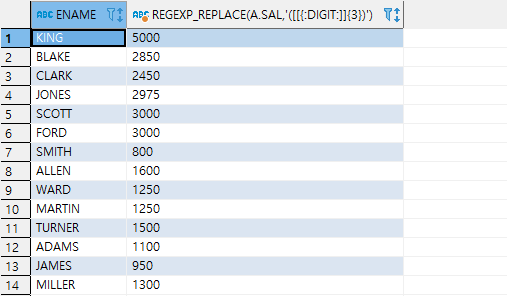 ABC ENAME ABC REGEXP_REPLACE(A.SAL,'([[{:DIGIT:]]{3})')
1 KING 5000
2 BLAKE 2850
3 CLARK 2450
4 JONES 2975
5 SCOTT 3000
6 FORD 3000
7 SMITH 800
8 ALLEN 1600
9 WARD 1250
10 MARTIN 1250
11 TURNER 1500
12 ADAMS 1100
13 JAMES 950
14 MILLER 1300